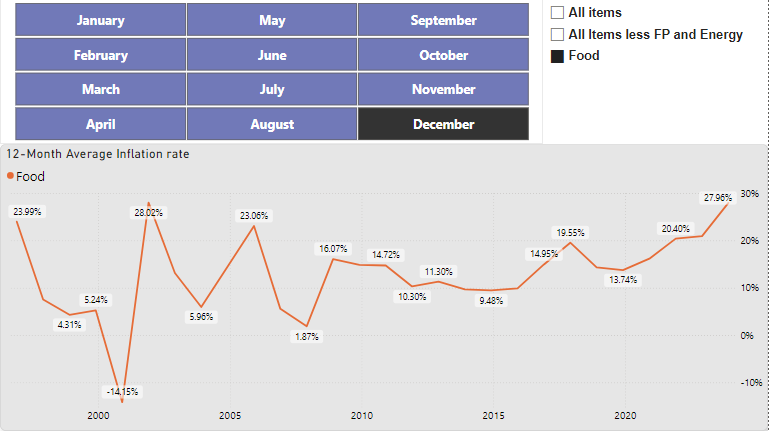 January May September
All items
All Items less FP and Energy
February June October
Food
March July November
April August December
12-Month Average Inflation rate
Food
23.99%
4.31%
5.24%
-14.15%
28.02%
5.96%
23.06%
1.87%
16.07%
14.72%
10.30%
11.30%
9.48%
14.95%
19.55%
13.74%
20.40%
27.96%
30%
20%
10%
0%
-10%
2000 2005 2010 2015 2020